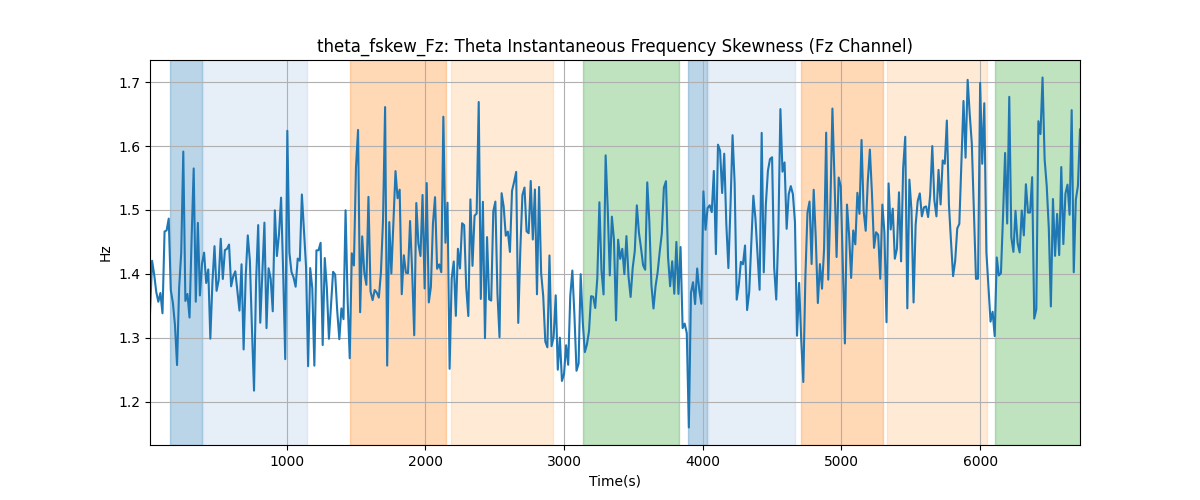 theta_fskew_Fz: Theta Instantaneous Frequency Skewness (Fz Channel)
1.7
1.6
1.5
1.4
1.3
1.2
Hz
1000 2000 3000 4000 5000 6000
Time(s)